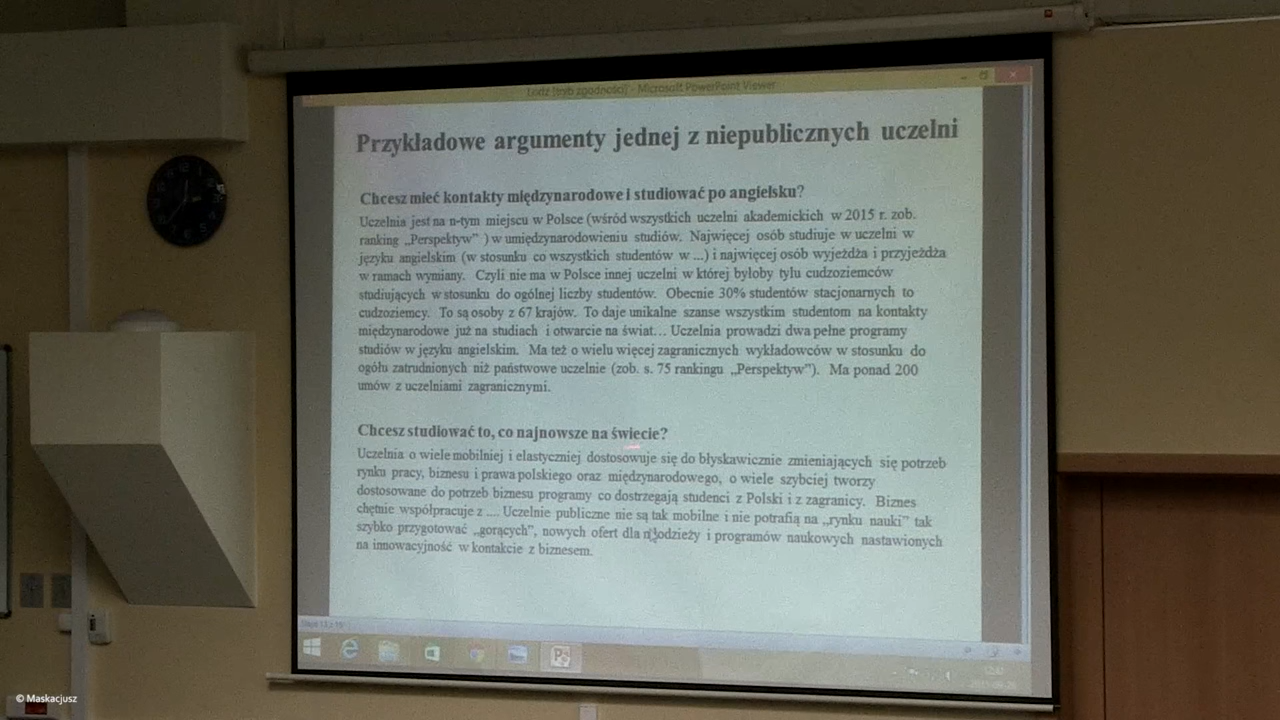 Lodz [tryb zgodności] - Microsoft PowerPoint Viewer
Przykładowe argumenty jednej z niepublicznych uczelni
Chcesz mieć kontakty międzynarodowe i studiować po angielsku?
Uczelnia jest na n-tym miejscu w Polsce (wśród wszystkich uczelni akademickich w 2015 r. zob.
ranking „Perspektyw" ) w umiędzynarodowieniu studiów. Najwięcej osób studiuje w uczelni w
języku angielskim (w stosunku co wszystkich studentów w ...) i najwięcej osób wyjeżdża i przyjeżdża
w ramach wymiany. Czyli nie ma w Polsce innej uczelni w której byłoby tylu cudzoziemców
studiujących w stosunku do ogólnej liczby studentów. Obecnie 30% studentów stacjonarnych to
cudzoziemcy. To są osoby z 67 krajów. To daje unikalne szanse wszystkim studentom na kontakty
międzynarodowe już na studiach i otwarcie na świat... Uczelnia prowadzi dwa pełne programy
studiów w języku angielskim. Ma też o wielu więcej zagranicznych wykładowców w stosunku do
ogółu zatrudnionych niż państwowe uczelnie (zob. s. 75 rankingu „Perspektyw"). Ma ponad 200
umów z uczelniami zagranicznymi.
Chcesz studiować to, co najnowsze na świecie?
Uczelnia o wiele mobilniej i elastyczniej dostosowuje się do błyskawicznie zmieniających się potrzeb
rynku pracy, biznesu i prawa polskiego oraz międzynarodowego, o wiele szybciej tworzy
dostosowane do potrzeb biznesu programy co dostrzegają studenci z Polski i z zagranicy. Biznes
chętnie współpracuje z .... Uczelnie publiczne nie są tak mobilne i nie potrafią na „rynku nauki" tak
szybko przygotować „gorących", nowych ofert dla młodzieży i programów naukowych nastawionych
na innowacyjność w kontakcie z biznesem.
© Maskacjusz